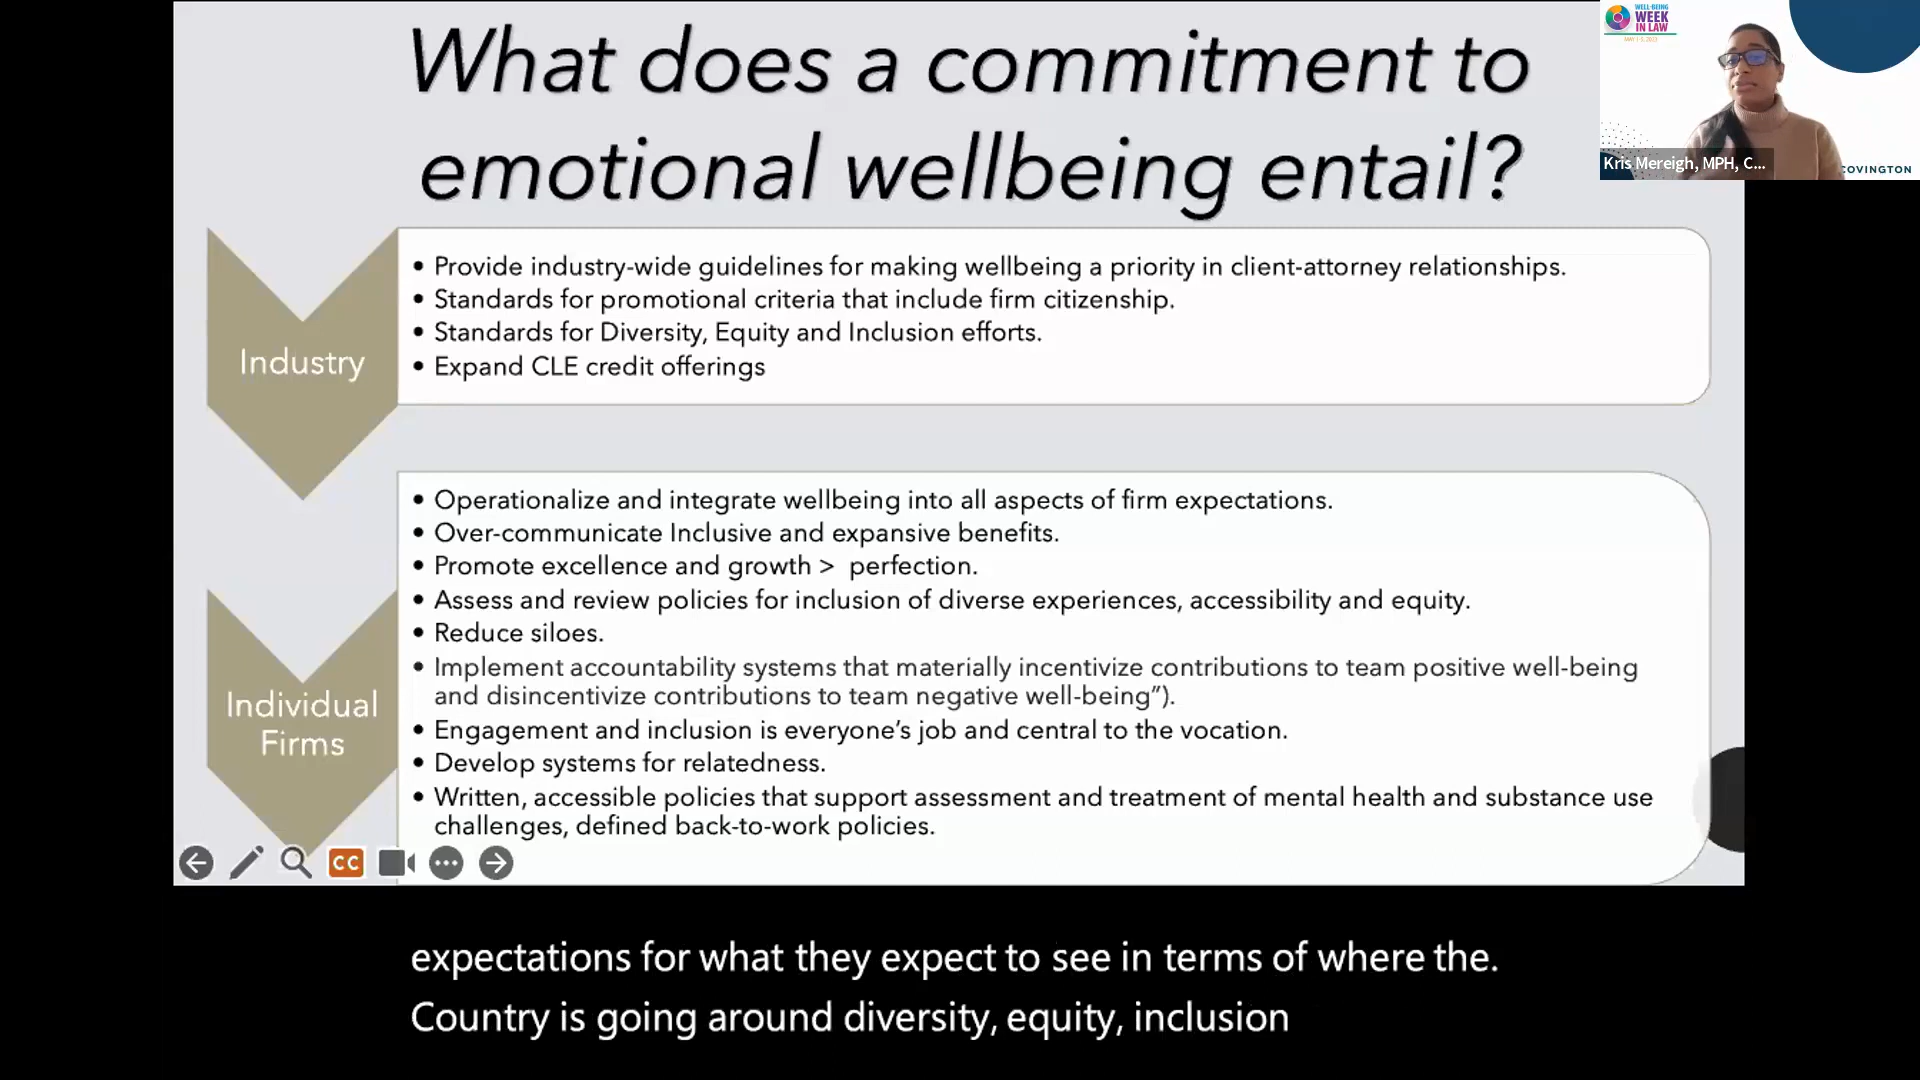 What does a commitment to
emotional wellbeing entail?
WELL-BEING
WEEK
IN LAW
MAY 1-5, 2023
Kris Mereigh, MPH, C...
COVINGTON
Industry
• Provide industry-wide guidelines for making wellbeing a priority in client-attorney relationships.
• Standards for promotional criteria that include firm citizenship.
• Standards for Diversity, Equity and Inclusion efforts.
• Expand CLE credit offerings
Individual
Firms
• Operationalize and integrate wellbeing into all aspects of firm expectations.
• Over-communicate Inclusive and expansive benefits.
• Promote excellence and growth > perfection.
• Assess and review policies for inclusion of diverse experiences, accessibility and equity.
• Reduce siloes.
• Implement accountability systems that materially incentivize contributions to team positive well-being
and disincentivize contributions to team negative well-being”).
• Engagement and inclusion is everyone’s job and central to the vocation.
• Develop systems for relatedness.
• Written, accessible policies that support assessment and treatment of mental health and substance use
challenges, defined back-to-work policies.
CC
expectations for what they expect to see in terms of where the.
Country is going around diversity, equity, inclusion